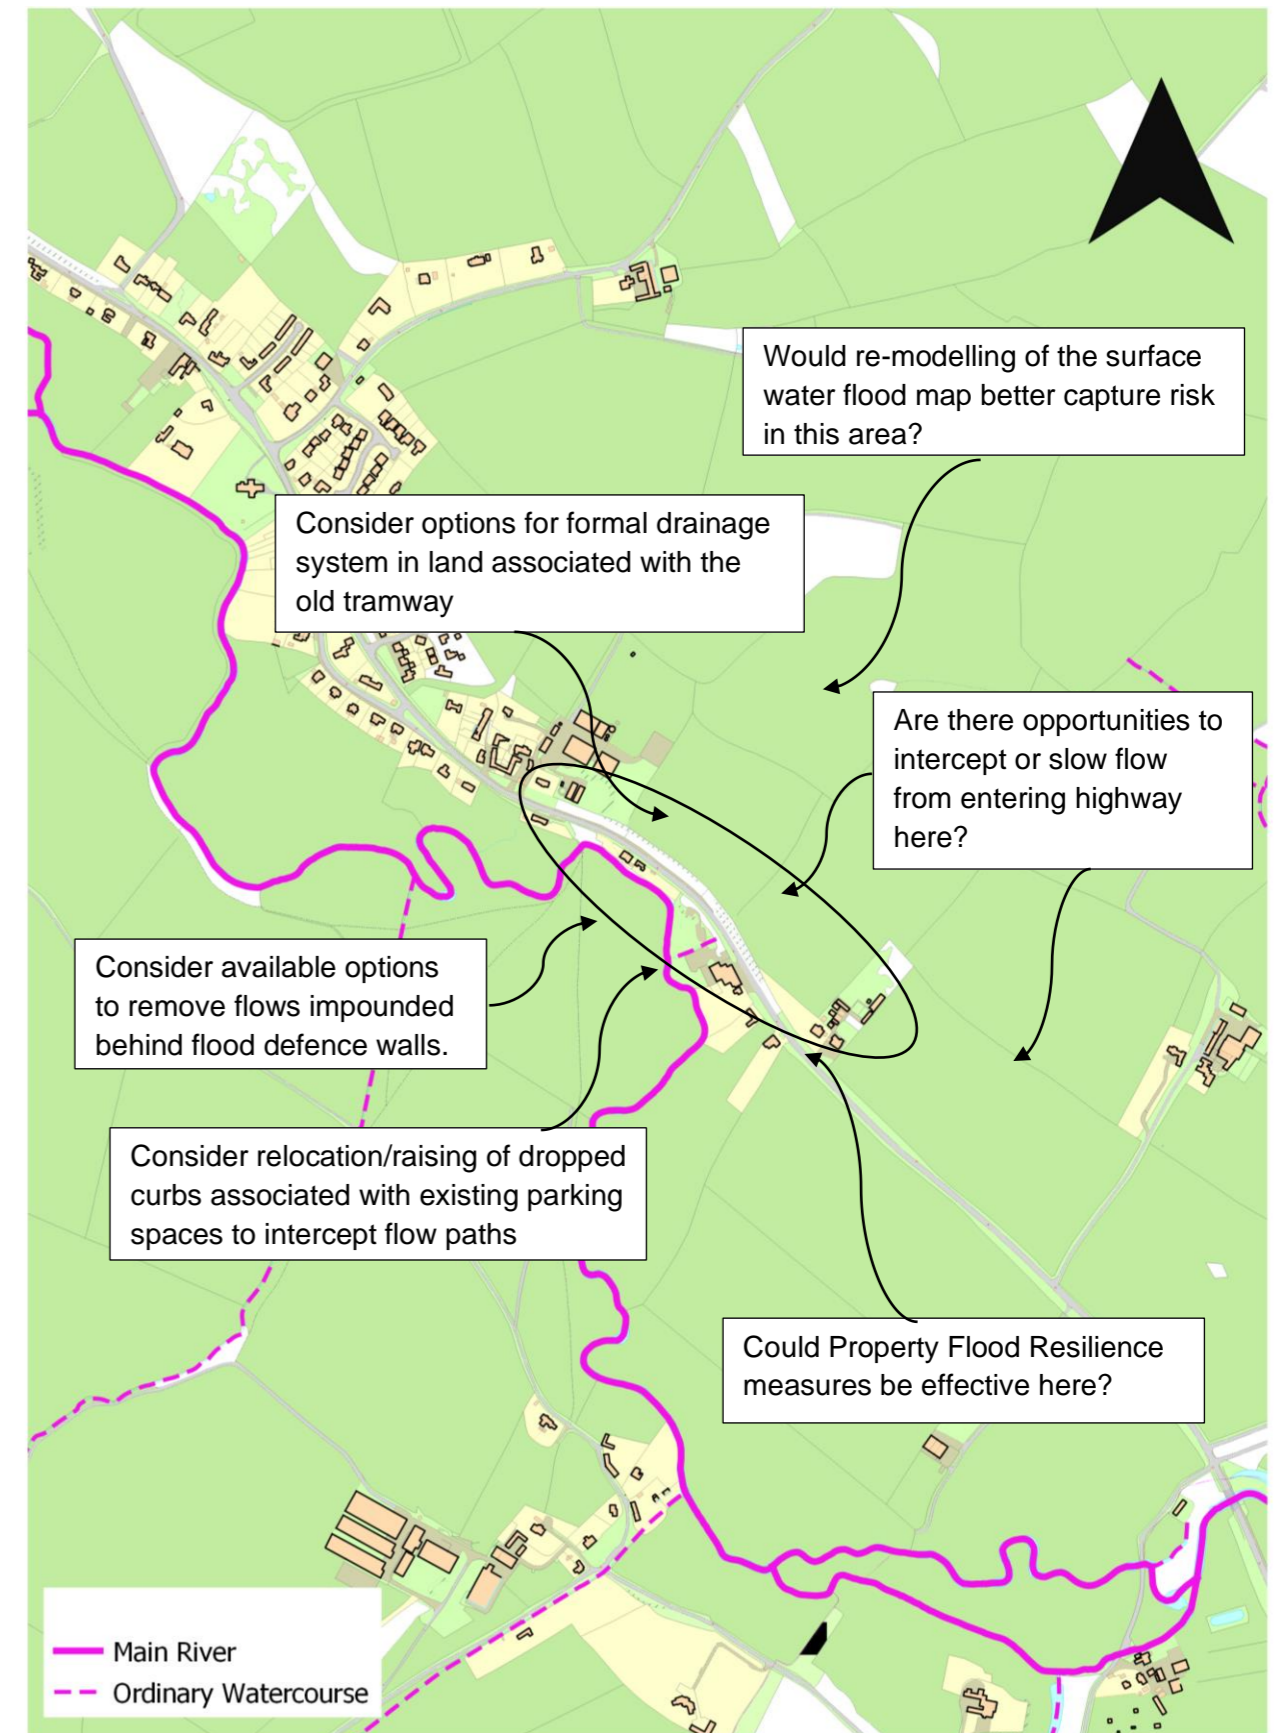 Would re-modelling of the surface
water flood map better capture risk
in this area?
Consider options for formal drainage
system in land associated with the
old tramway
Are there opportunities to
intercept or slow flow
from entering highway
here?
Consider available options
to remove flows impounded
behind flood defence walls.
Consider relocation/raising of dropped
curbs associated with existing parking
spaces to intercept flow paths
Could Property Flood Resilience
measures be effective here?
Main River
Ordinary Watercourse